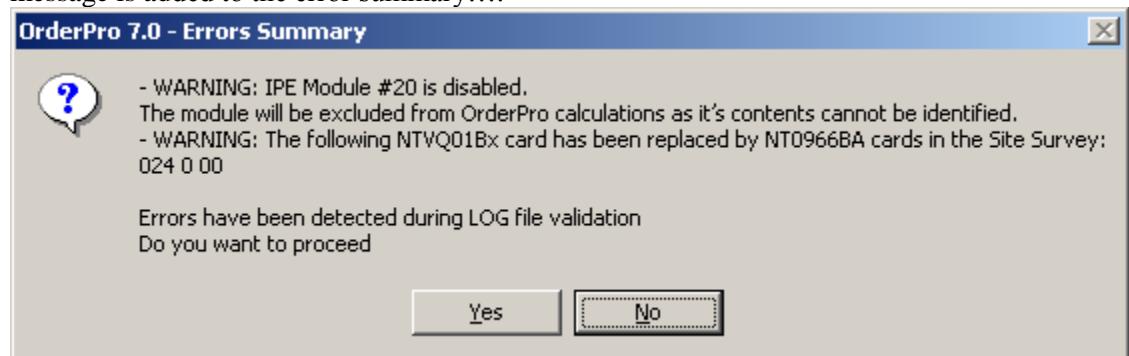 message is added to the error summary….
OrderPro 7.0 - Errors Summary
- WARNING: IPE Module #20 is disabled.
The module will be excluded from OrderPro calculations as it's contents cannot be identified.
- WARNING: The following NTVQ01Bx card has been replaced by NT0966BA cards in the Site Survey:
024 0 00
Errors have been detected during LOG file validation
Do you want to proceed
Yes
No